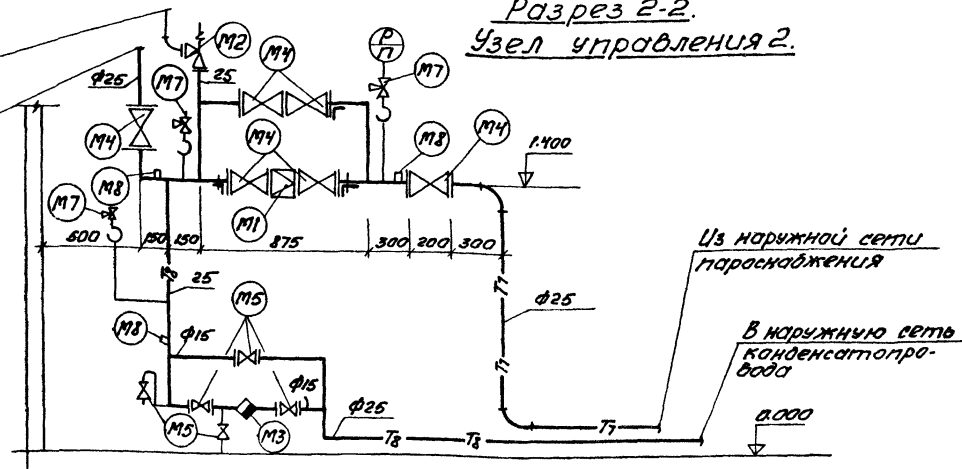 Разрез 2-2.
Узел управления 2.
М2
Р
П
М7
М4
Ф25
М7
25
М4
М4
М8
М4
1.400
М8
М1
М7
600
150
150
875
300
200
300
Из наружной сети
пароснабжения
Т8
25
Т7
Ф25
М5
М8
Ф15
Т7
В наружную сеть
конденсатопро-
вода
Ф15
Ф25
М5
М3
Т8
Т8
Т7
0.000